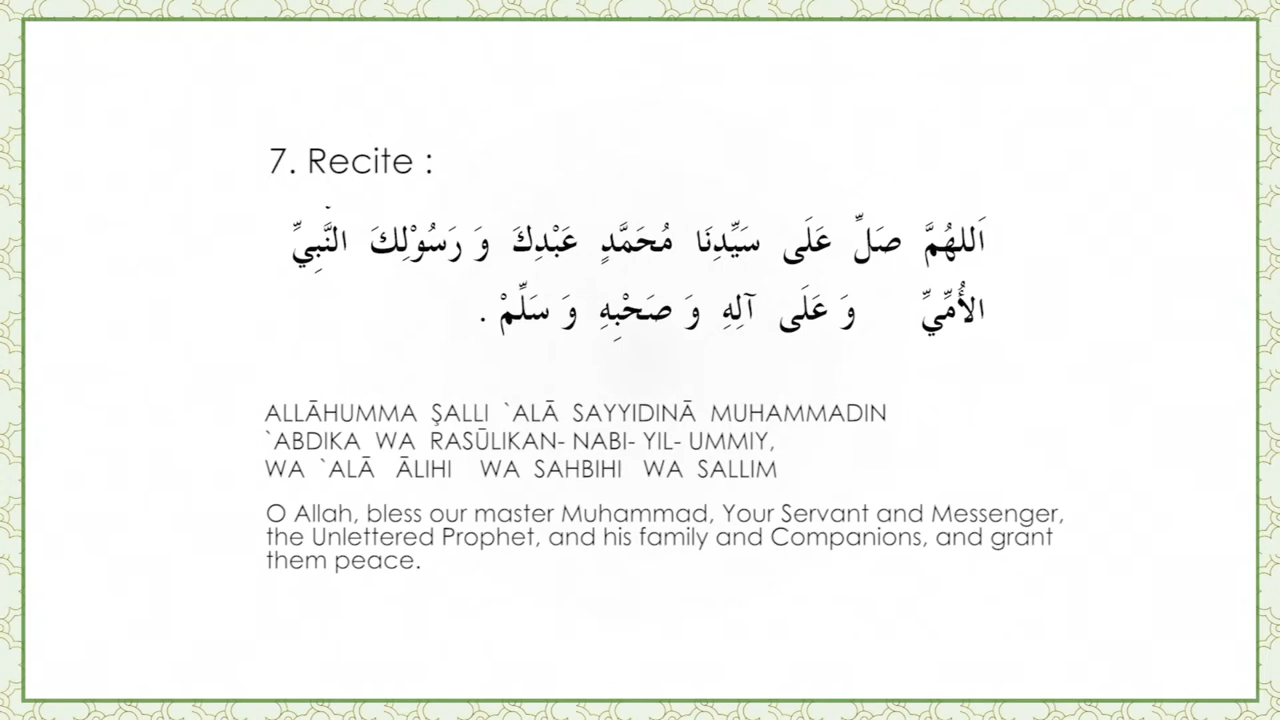 7. Recite :
اَللهُمَّ صَلِّ عَلَى سَيِّدِنَا مُحَمَّدٍ عَبْدِكَ وَ رَسُوْلِكَ النَّبِيِّ
الأُمِّيِّ وَ عَلَى آلِهِ وَ صَحْبِهِ وَ سَلِّمْ .
ALLĀHUMMA ŞALLI `ALĀ SAYYIDINĀ MUHAMMADIN
`ABDIKA WA RASŪLIKAN- NABI- YIL- UMMIY,
WA `ALĀ ĀLIHI WA SAHBIHI WA SALLIM
O Allah, bless our master Muhammad, Your Servant and Messenger,
the Unlettered Prophet, and his family and Companions, and grant
them peace.